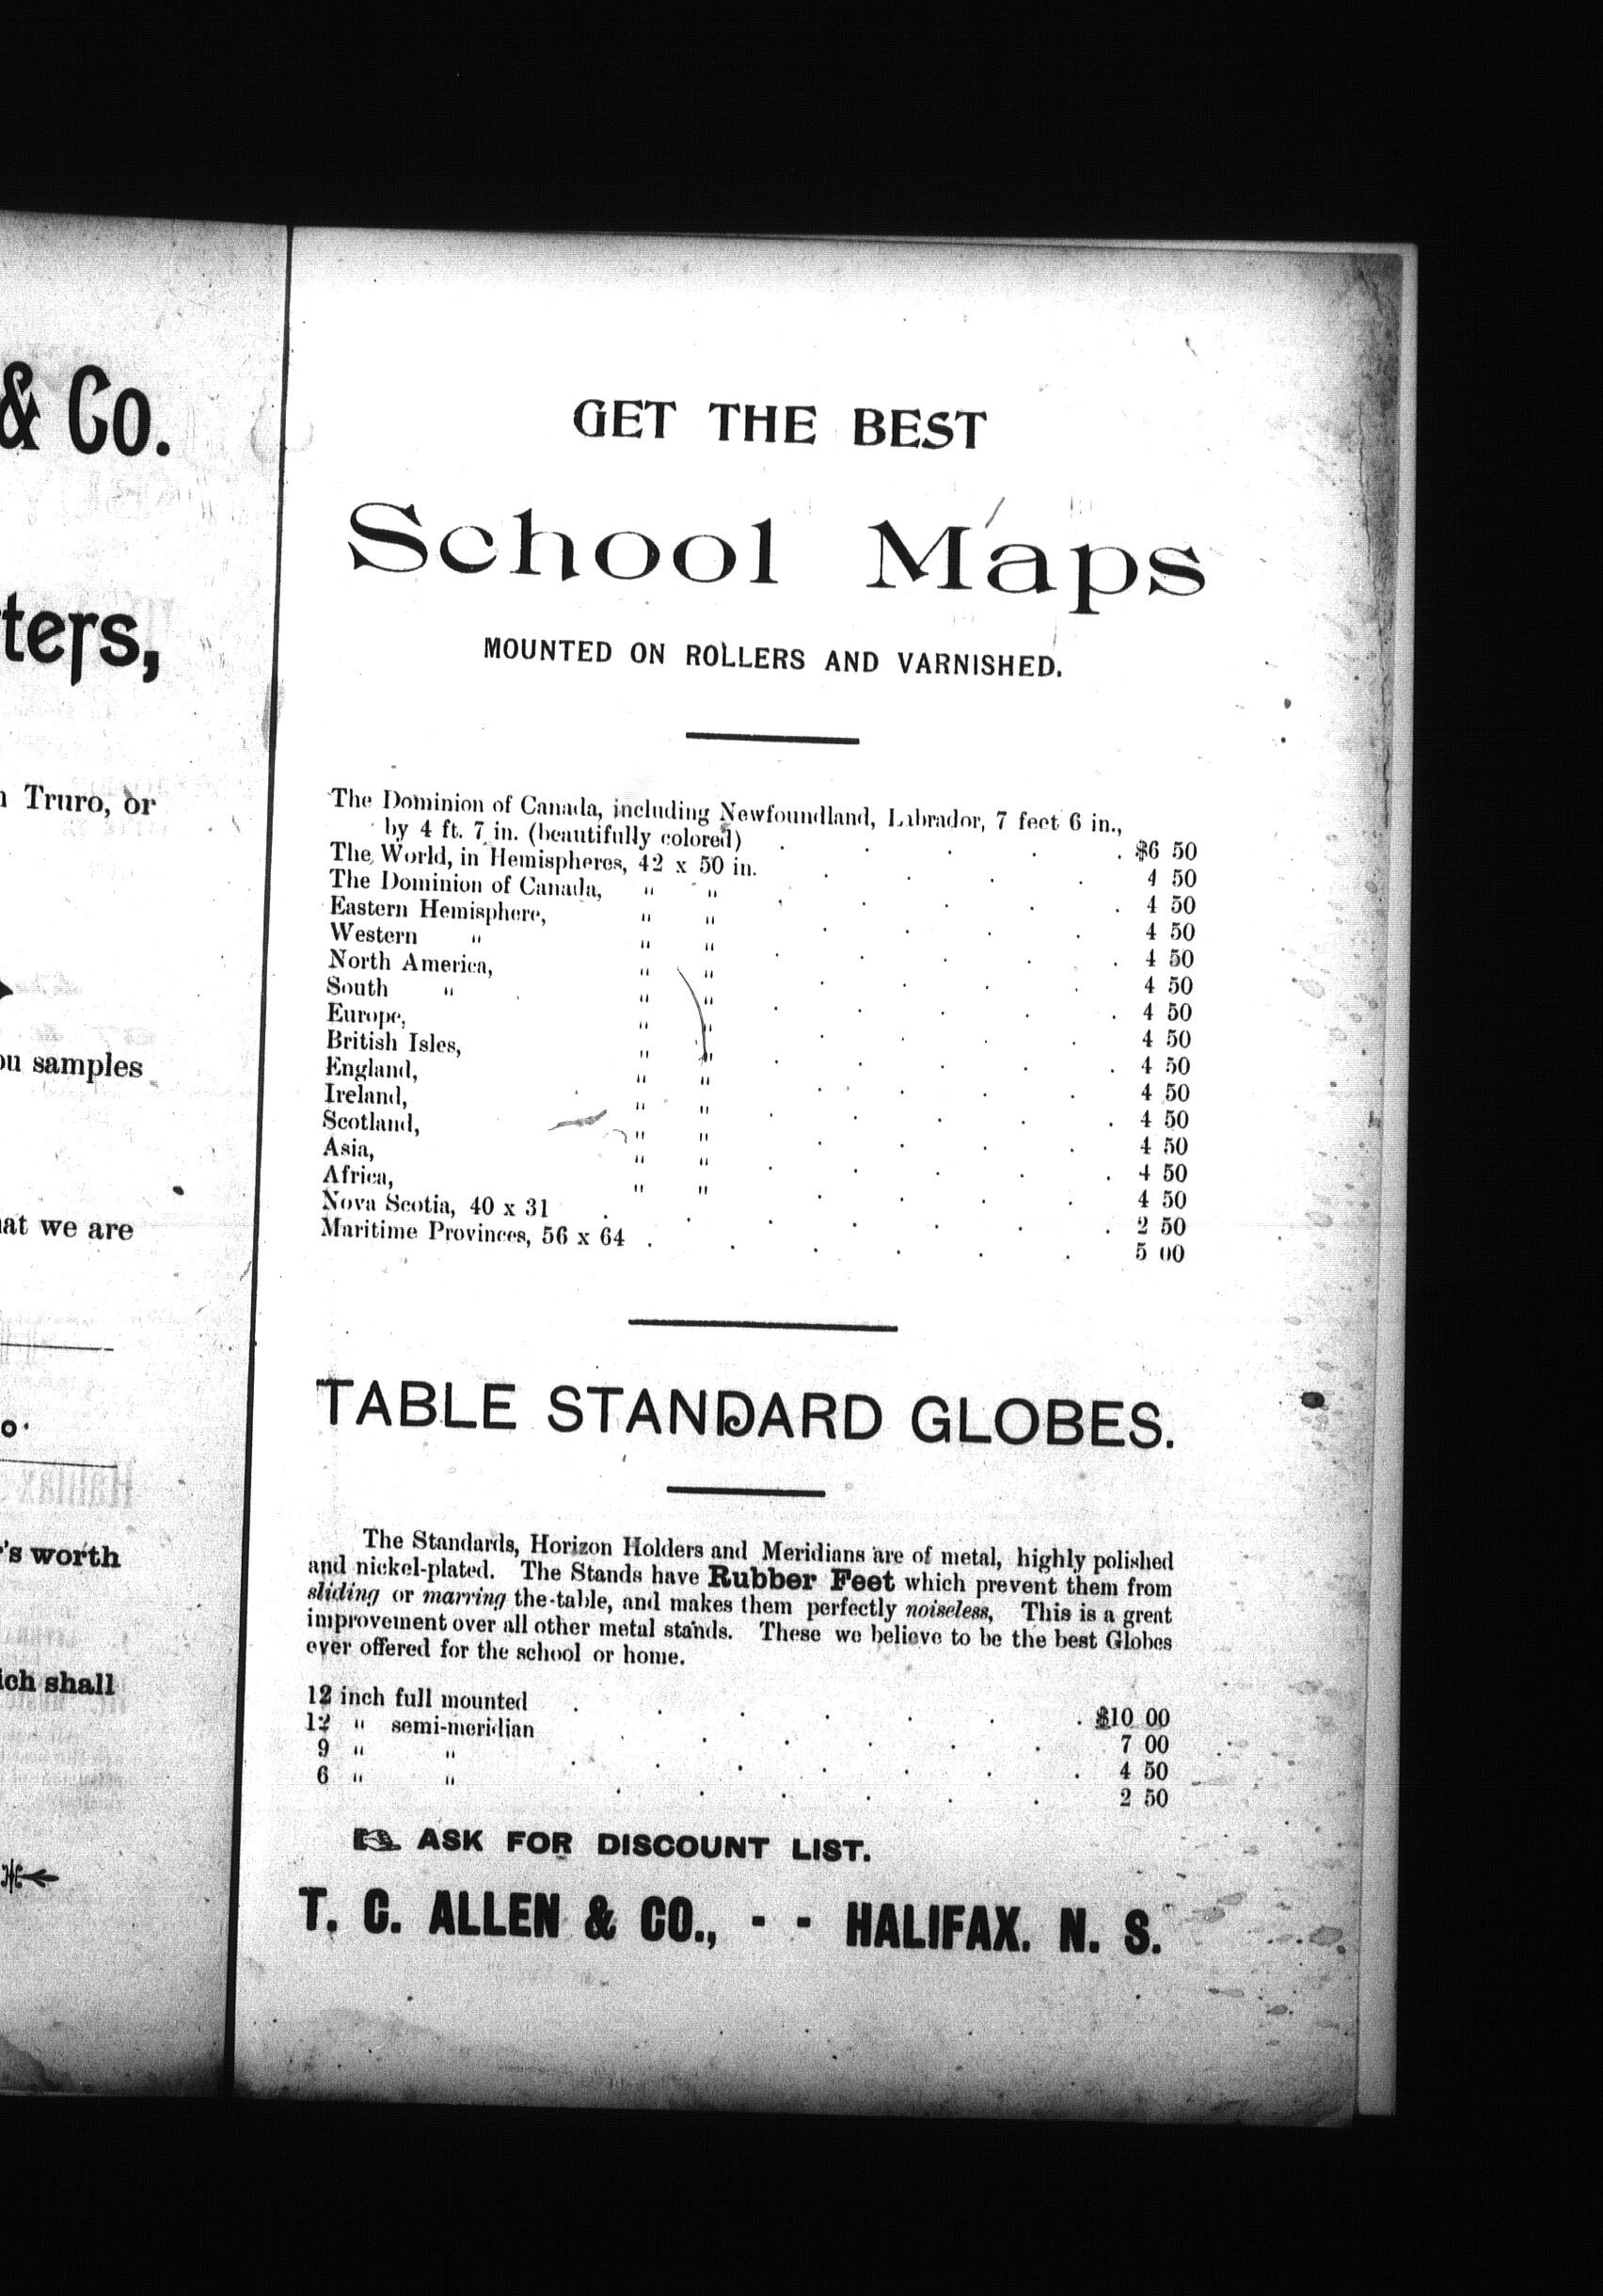 & Co.
ters,
Truro, or
ou samples
at we are
's worth
ich shall
GET THE BEST
School Maps
MOUNTED ON ROLLERS AND VARNISHED.
The Dominion of Canada, including Newfoundland, Labrador, 7 feet 6 in.,
by 4 ft. 7 in. (beautifully colored) . . . . . $6 50
The World, in Hemispheres, 42 x 50 in. . . . . 4 50
The Dominion of Canada, " " . . . . . 4 50
Eastern Hemisphere, " " . . . . 4 50
Western " " " . . . . . 4 50
North America, " " . . . . 4 50
South " " " . . . . . 4 50
Europe, " " . . . . 4 50
British Isles, " " . . . . . 4 50
England, " " . . . . 4 50
Ireland, " " . . . . . 4 50
Scotland, " " . . . . 4 50
Asia, " " . . . . . 4 50
Africa, " " . . . . 4 50
Nova Scotia, 40 x 31 . . . . . . . 2 50
Maritime Provinces, 56 x 64 . . . . . . 5 00
TABLE STANDARD GLOBES.
The Standards, Horizon Holders and Meridians are of metal, highly polished
and nickel-plated. The Stands have Rubber Feet which prevent them from
sliding or marring the table, and makes them perfectly noiseless, This is a great
improvement over all other metal stands. These we believe to be the best Globes
ever offered for the school or home.
12 inch full mounted . . . . . . . $10 00
12 " semi-meridian . . . . . 7 00
9 " " . . . . . . . 4 50
6 " " . . . . . . 2 50
☞ ASK FOR DISCOUNT LIST.
T. C. ALLEN & CO., - - HALIFAX. N. S.